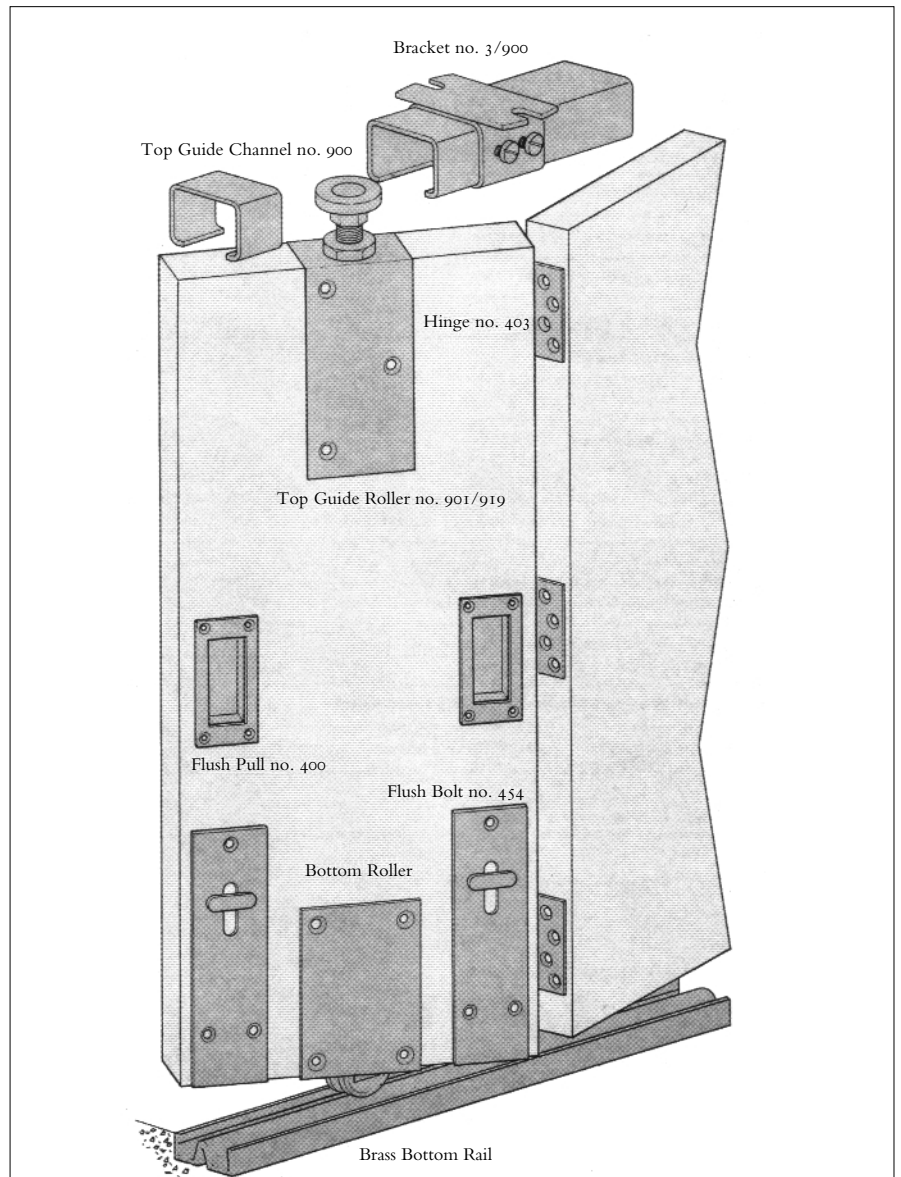 Bracket no. 3/900
Top Guide Channel no. 900
Hinge no. 403
Top Guide Roller no. 901/919
Flush Pull no. 400
Flush Bolt no. 454
Bottom Roller
Brass Bottom Rail